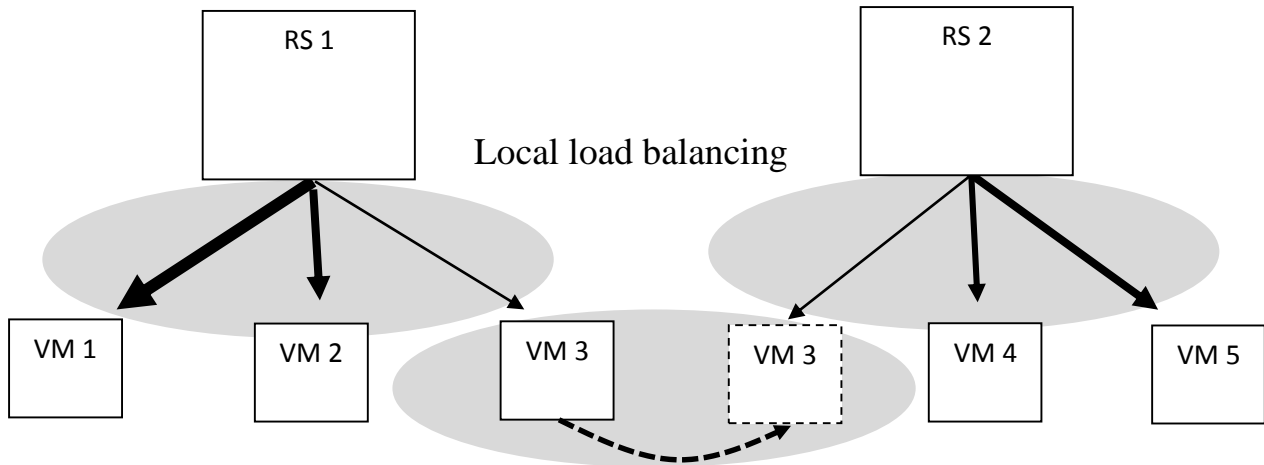 RS 1
RS 2
Local load balancing
VM 1
VM 2
VM 3
VM 3
VM 4
VM 5